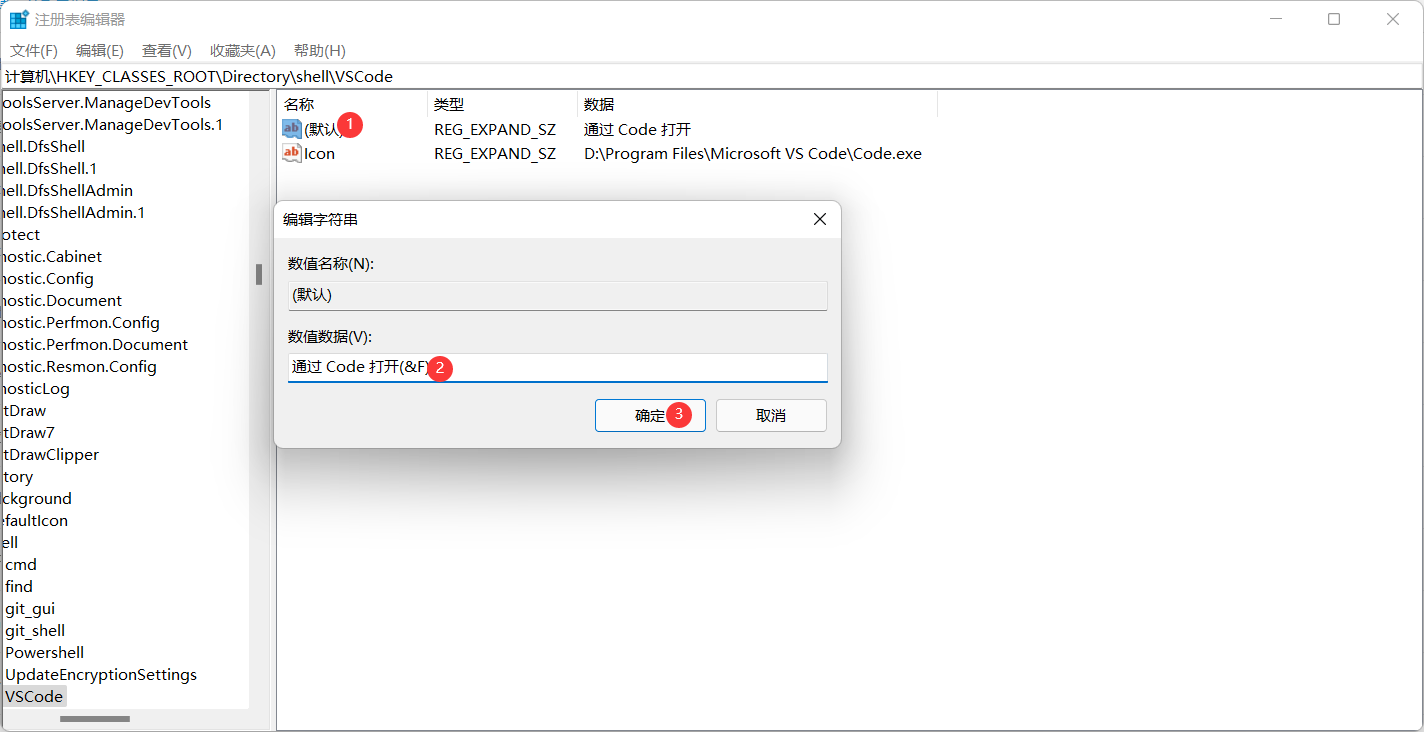 注册表编辑器
文件(F) 编辑(E) 查看(V) 收藏夹(A) 帮助(H)
计算机\HKEY_CLASSES_ROOT\Directory\shell\VSCode
oolsServer.ManageDevTools
oolsServer.ManageDevTools.1
ell.DfsShell
ell.DfsShell.1
ell.DfsShellAdmin
ell.DfsShellAdmin.1
otect
nostic.Cabinet
nostic.Config
nostic.Document
nostic.Perfmon.Config
nostic.Perfmon.Document
nostic.Resmon.Config
nosticLog
tDraw
tDraw7
tDrawClipper
tory
ckground
efaultIcon
ell
cmd
find
git_gui
git_shell
Powershell
UpdateEncryptionSettings
VSCode
名称 类型 数据
ab (默认) 1 REG_EXPAND_SZ 通过 Code 打开
ab Icon REG_EXPAND_SZ D:\Program Files\Microsoft VS Code\Code.exe
编辑字符串
数值名称(N):
(默认)
数值数据(V):
通过 Code 打开(&F) 2
确定 3 取消